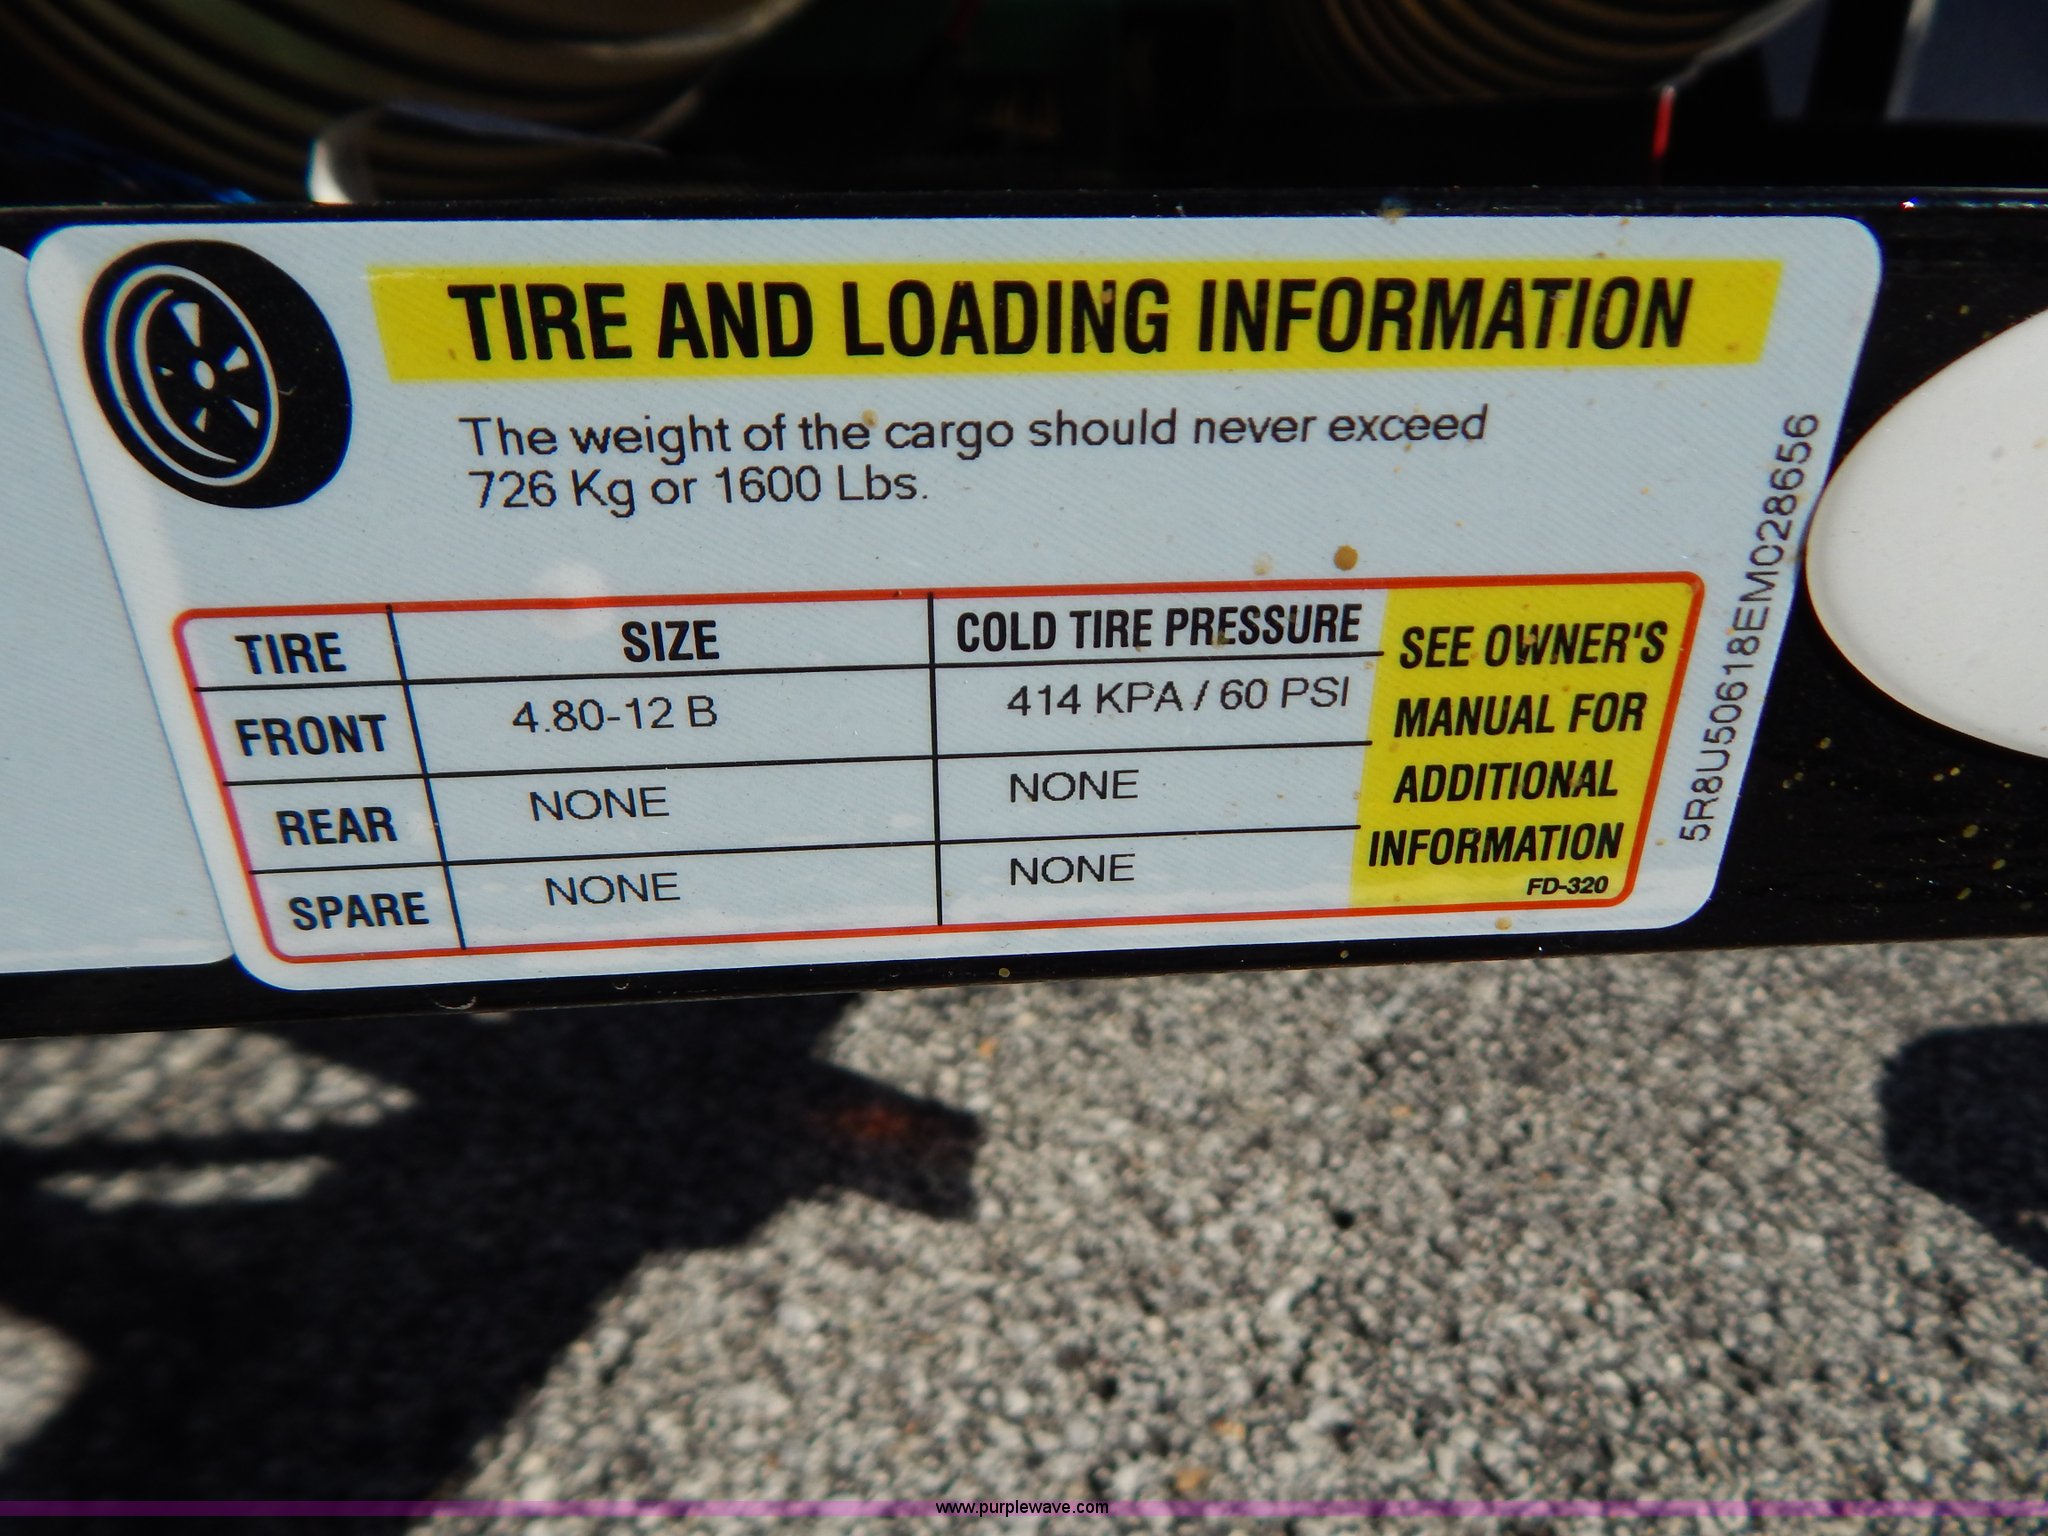 TIRE AND LOADING INFORMATION
The weight of the cargo should never exceed
726 Kg or 1600 Lbs.
TIRE SIZE COLD TIRE PRESSURE
FRONT 4.80-12 B 414 KPA / 60 PSI
REAR NONE NONE
SPARE NONE NONE
SEE OWNER'S
MANUAL FOR
ADDITIONAL
INFORMATION
FD-320
5R8U50618EM028656
www.purplewave.com